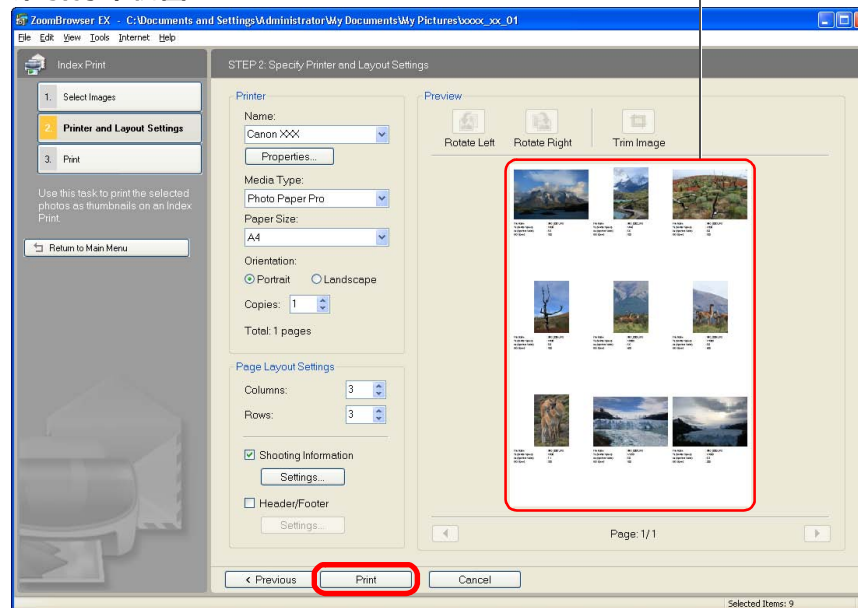 ZoomBrowser EX - C:\Documents and Settings\Administrator\My Documents\My Pictures\xxxx_xx_01
File Edit View Tools Internet Help
Index Print
1. Select Images
2. Printer and Layout Settings
3. Print
Use this task to print the selected
photos as thumbnails on an Index
Print.
Return to Main Menu
STEP 2: Specify Printer and Layout Settings
Printer
Name:
Canon XXX
Properties...
Media Type:
Photo Paper Pro
Paper Size:
A4
Orientation:
Portrait Landscape
Copies: 1
Total: 1 pages
Page Layout Settings
Columns: 3
Rows: 3
Shooting Information
Settings...
Header/Footer
Settings...
Preview
Rotate Left Rotate Right Trim Image
Page: 1/1
< Previous Print Cancel
Selected Items: 9